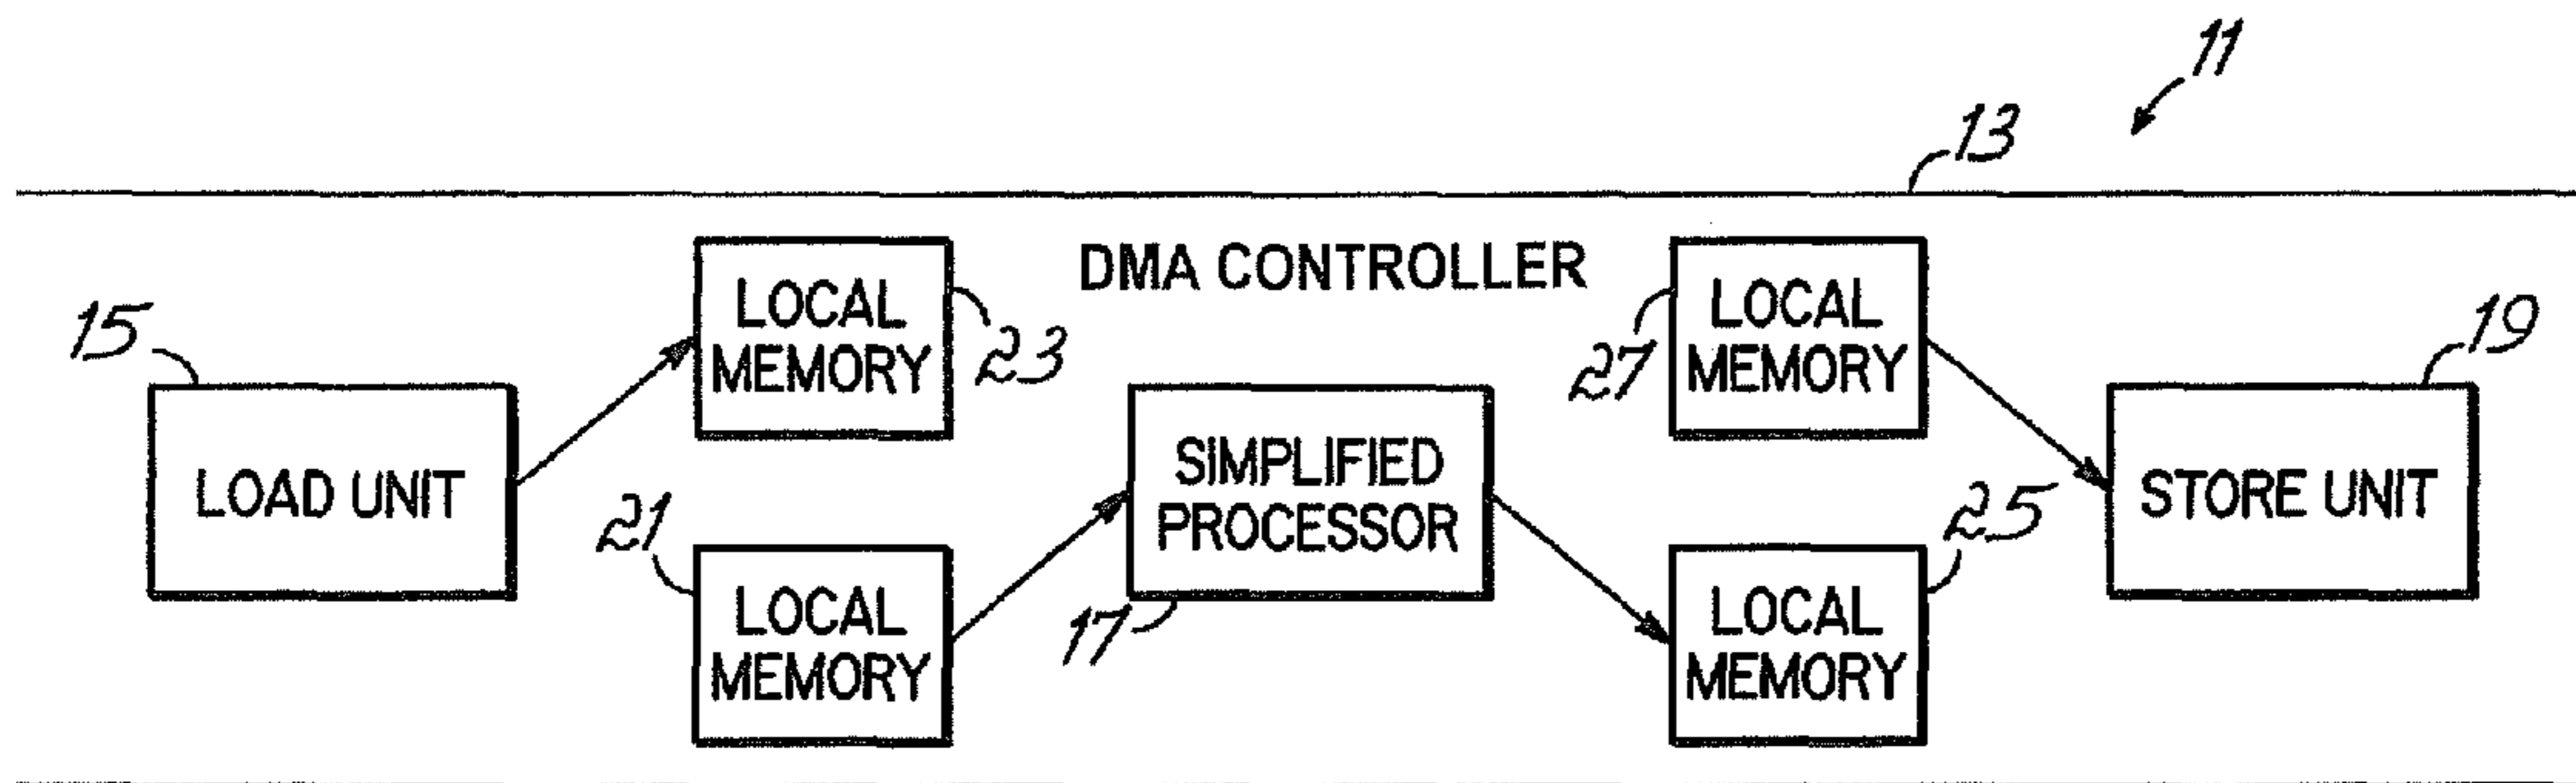 11
13
DMA CONTROLLER
LOCAL
MEMORY
23
LOCAL
MEMORY
27
15
LOAD UNIT
19
STORE UNIT
SIMPLIFIED
PROCESSOR
17
21
LOCAL
MEMORY
25
LOCAL
MEMORY